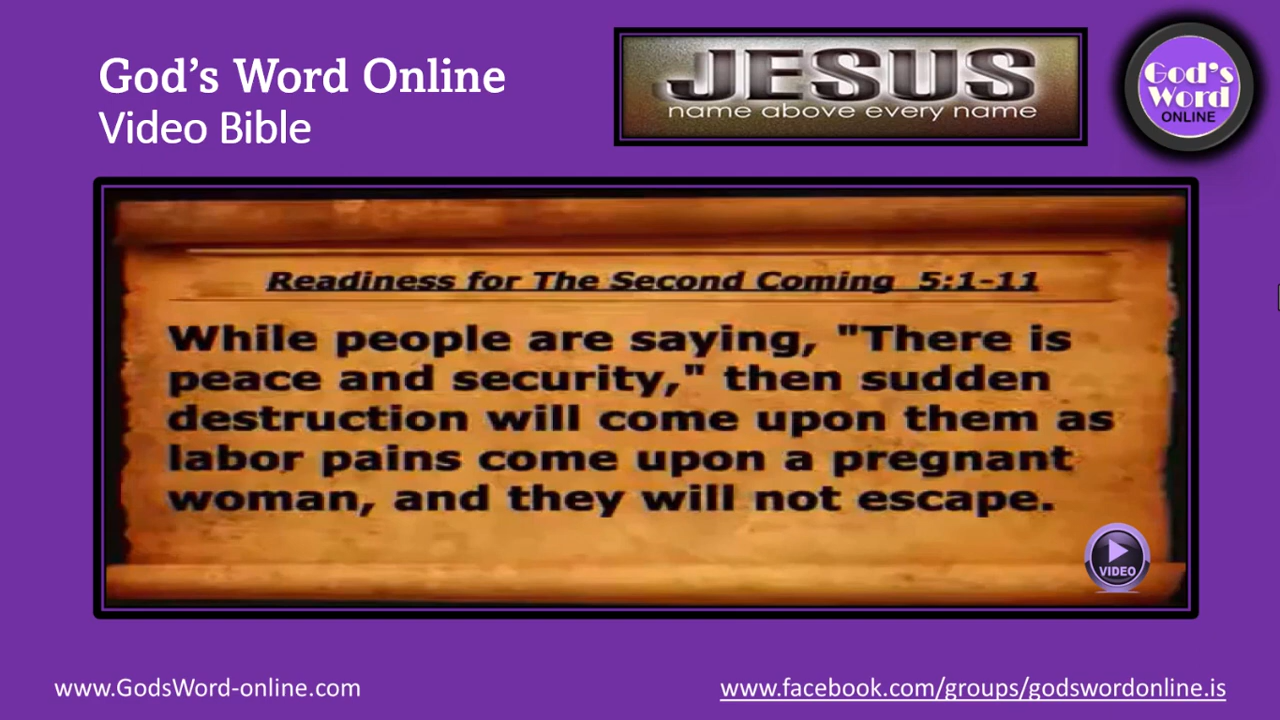 God's Word Online
Video Bible
JESUS
name above every name
God's
Word
ONLINE
Readiness for The Second Coming 5:1-11
While people are saying, "There is
peace and security," then sudden
destruction will come upon them as
labor pains come upon a pregnant
woman, and they will not escape.
VIDEO
www.GodsWord-online.com
www.facebook.com/groups/godswordonline.is